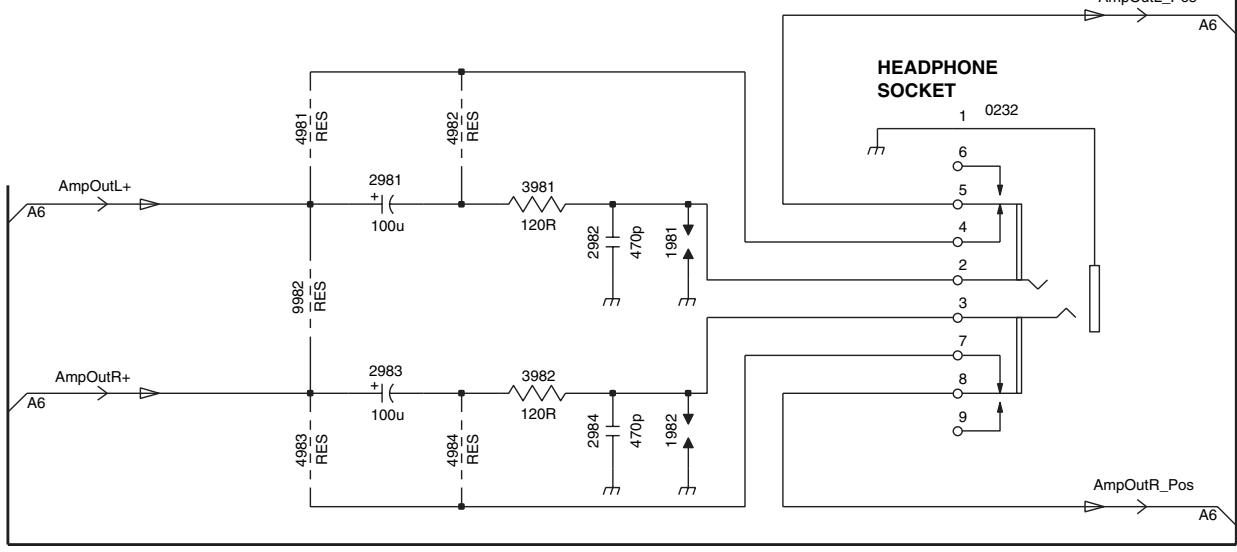 AmpOutL_Pos
A6
HEADPHONE
SOCKET
1
0232
4981
RES
4982
RES
6
AmpOutL+
A6
2981
+
100u
3981
120R
5
4
2982
470p
1981
2
9982
RES
3
AmpOutR+
A6
2983
+
100u
3982
120R
7
8
2984
470p
1982
9
4983
RES
4984
RES
AmpOutR_Pos
A6